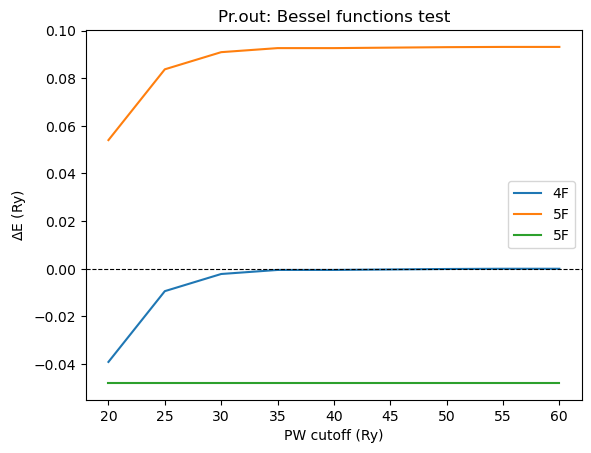 Pr.out: Bessel functions test
ΔE (Ry)
0.10
0.08
0.06
0.04
0.02
0.00
−0.02
−0.04
4F
5F
5F
20 25 30 35 40 45 50 55 60
PW cutoff (Ry)